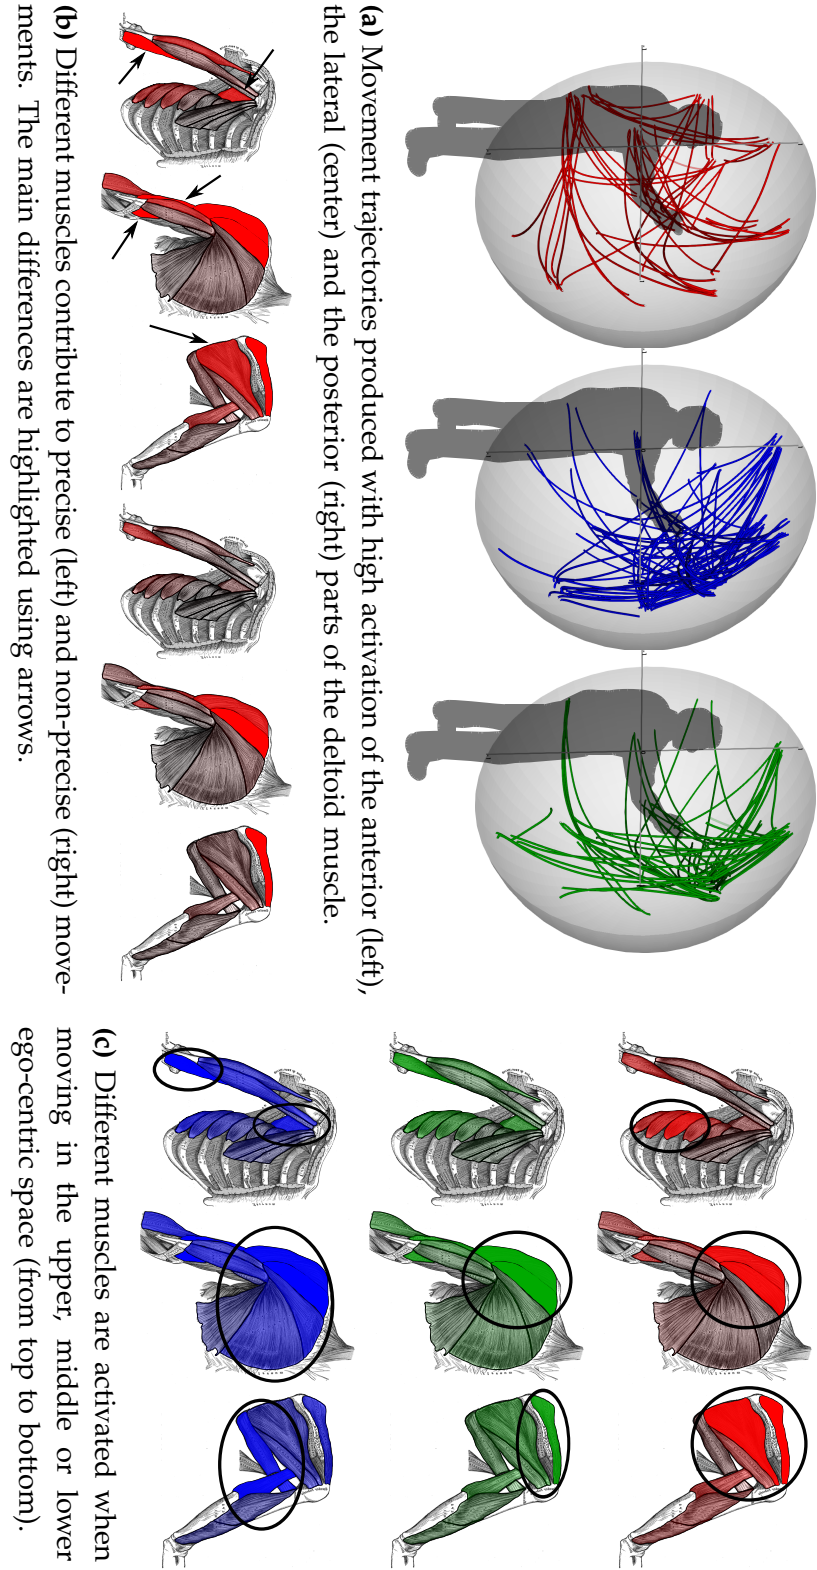 (a) Movement trajectories produced with high activation of the anterior (left),
the lateral (center) and the posterior (right) parts of the deltoid muscle.
(b) Different muscles contribute to precise (left) and non-precise (right) move-
ments. The main differences are highlighted using arrows.
(c) Different muscles are activated when
moving in the upper, middle or lower
ego-centric space (from top to bottom).